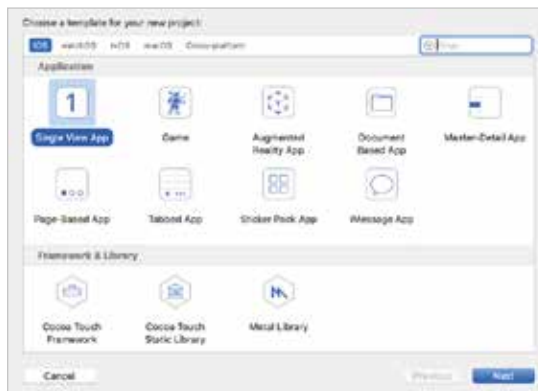 Choose a template for your new project:
iOS watchOS tvOS macOS Cross-platform Filter
Application
1
Single View App Game Augmented Reality App Document Based App Master-Detail App
Page-Based App Tabbed App Sticker Pack App iMessage App
Framework & Library
Cocoa Touch Framework Cocoa Touch Static Library Metal Library
Cancel Previous Next